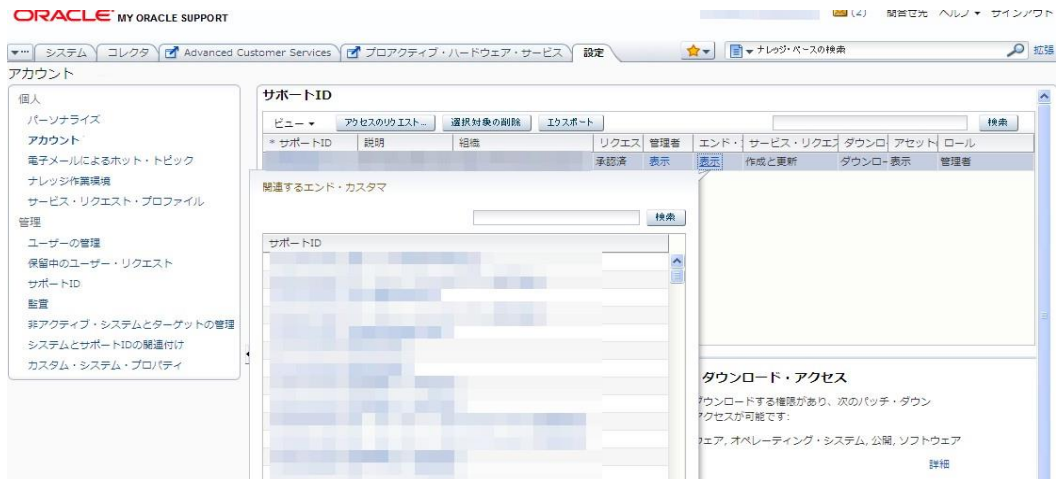 ORACLE MY ORACLE SUPPORT
(2) 問合せ先 ヘルプ サインアウト
システム コレクタ Advanced Customer Services プロアクティブ・ハードウェア・サービス 設定 ナレッジ・ベースの検索 拡張
アカウント
個人
パーソナライズ
アカウント
電子メールによるホット・トピック
ナレッジ作業環境
サービス・リクエスト・プロファイル
管理
ユーザーの管理
保留中のユーザー・リクエスト
サポートID
監査
非アクティブ・システムとターゲットの管理
システムとサポートIDの関連付け
カスタム・システム・プロパティ
サポートID
ビュー アクセスのリクエスト... 選択対象の削除 エクスポート 検索
* サポートID 説明 組織 リクエス 管理者 エンド・ サービス・リクエス ダウンロ アセット ロール
承認済 表示 表示 作成と更新 ダウンロー 表示 管理者
関連するエンド・カスタマ
検索
サポートID
ダウンロード・アクセス
ウンロードする権限があり、次のパッチ・ダウン
アクセスが可能です:
ウェア, オペレーティング・システム, 公開, ソフトウェア
詳細